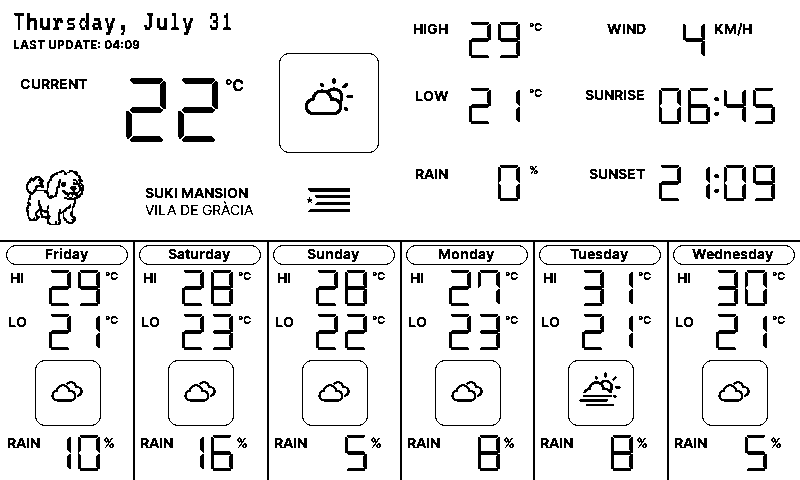 Thursday, July 31
LAST UPDATE: 04:09
CURRENT 22 °C
HIGH 29 °C
WIND 4 KM/H
LOW 21 °C
SUNRISE 06:45
RAIN 0 %
SUNSET 21:09
SUKI MANSION
VILA DE GRÀCIA
Friday
HI 29 °C
LO 21 °C
RAIN 10 %
Saturday
HI 28 °C
LO 23 °C
RAIN 16 %
Sunday
HI 28 °C
LO 22 °C
RAIN 5 %
Monday
HI 27 °C
LO 23 °C
RAIN 8 %
Tuesday
HI 31 °C
LO 21 °C
RAIN 8 %
Wednesday
HI 30 °C
LO 21 °C
RAIN 5 %